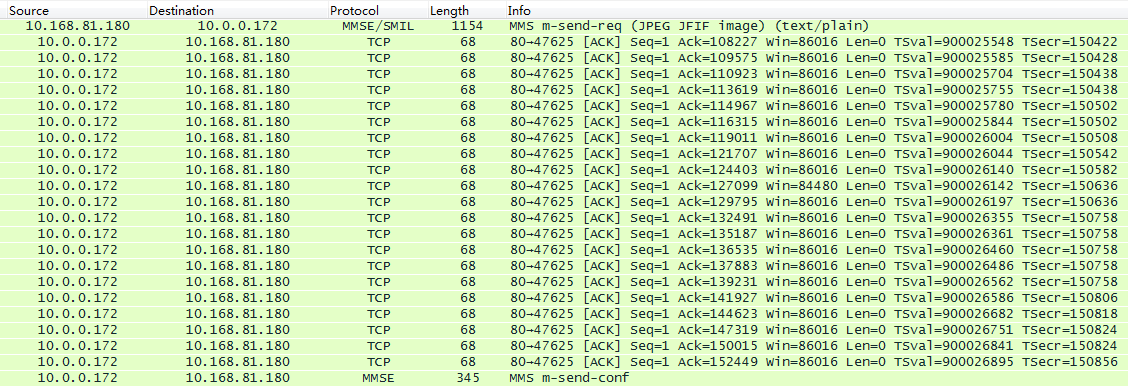 Source Destination Protocol Length Info
10.168.81.180 10.0.0.172 MMSE/SMIL 1154 MMS m-send-req (JPEG JFIF image) (text/plain)
10.0.0.172 10.168.81.180 TCP 68 80→47625 [ACK] Seq=1 Ack=108227 Win=86016 Len=0 TSval=900025548 TSecr=150422
10.0.0.172 10.168.81.180 TCP 68 80→47625 [ACK] Seq=1 Ack=109575 Win=86016 Len=0 TSval=900025585 TSecr=150428
10.0.0.172 10.168.81.180 TCP 68 80→47625 [ACK] Seq=1 Ack=110923 Win=86016 Len=0 TSval=900025704 TSecr=150438
10.0.0.172 10.168.81.180 TCP 68 80→47625 [ACK] Seq=1 Ack=113619 Win=86016 Len=0 TSval=900025755 TSecr=150438
10.0.0.172 10.168.81.180 TCP 68 80→47625 [ACK] Seq=1 Ack=114967 Win=86016 Len=0 TSval=900025780 TSecr=150502
10.0.0.172 10.168.81.180 TCP 68 80→47625 [ACK] Seq=1 Ack=116315 Win=86016 Len=0 TSval=900025844 TSecr=150502
10.0.0.172 10.168.81.180 TCP 68 80→47625 [ACK] Seq=1 Ack=119011 Win=86016 Len=0 TSval=900026004 TSecr=150508
10.0.0.172 10.168.81.180 TCP 68 80→47625 [ACK] Seq=1 Ack=121707 Win=86016 Len=0 TSval=900026044 TSecr=150542
10.0.0.172 10.168.81.180 TCP 68 80→47625 [ACK] Seq=1 Ack=124403 Win=86016 Len=0 TSval=900026140 TSecr=150582
10.0.0.172 10.168.81.180 TCP 68 80→47625 [ACK] Seq=1 Ack=127099 Win=84480 Len=0 TSval=900026142 TSecr=150636
10.0.0.172 10.168.81.180 TCP 68 80→47625 [ACK] Seq=1 Ack=129795 Win=86016 Len=0 TSval=900026197 TSecr=150636
10.0.0.172 10.168.81.180 TCP 68 80→47625 [ACK] Seq=1 Ack=132491 Win=86016 Len=0 TSval=900026355 TSecr=150758
10.0.0.172 10.168.81.180 TCP 68 80→47625 [ACK] Seq=1 Ack=135187 Win=86016 Len=0 TSval=900026361 TSecr=150758
10.0.0.172 10.168.81.180 TCP 68 80→47625 [ACK] Seq=1 Ack=136535 Win=86016 Len=0 TSval=900026460 TSecr=150758
10.0.0.172 10.168.81.180 TCP 68 80→47625 [ACK] Seq=1 Ack=137883 Win=86016 Len=0 TSval=900026486 TSecr=150758
10.0.0.172 10.168.81.180 TCP 68 80→47625 [ACK] Seq=1 Ack=139231 Win=86016 Len=0 TSval=900026562 TSecr=150758
10.0.0.172 10.168.81.180 TCP 68 80→47625 [ACK] Seq=1 Ack=141927 Win=86016 Len=0 TSval=900026586 TSecr=150806
10.0.0.172 10.168.81.180 TCP 68 80→47625 [ACK] Seq=1 Ack=144623 Win=86016 Len=0 TSval=900026682 TSecr=150818
10.0.0.172 10.168.81.180 TCP 68 80→47625 [ACK] Seq=1 Ack=147319 Win=86016 Len=0 TSval=900026751 TSecr=150824
10.0.0.172 10.168.81.180 TCP 68 80→47625 [ACK] Seq=1 Ack=150015 Win=86016 Len=0 TSval=900026841 TSecr=150824
10.0.0.172 10.168.81.180 TCP 68 80→47625 [ACK] Seq=1 Ack=152449 Win=86016 Len=0 TSval=900026895 TSecr=150856
10.0.0.172 10.168.81.180 MMSE 345 MMS m-send-conf